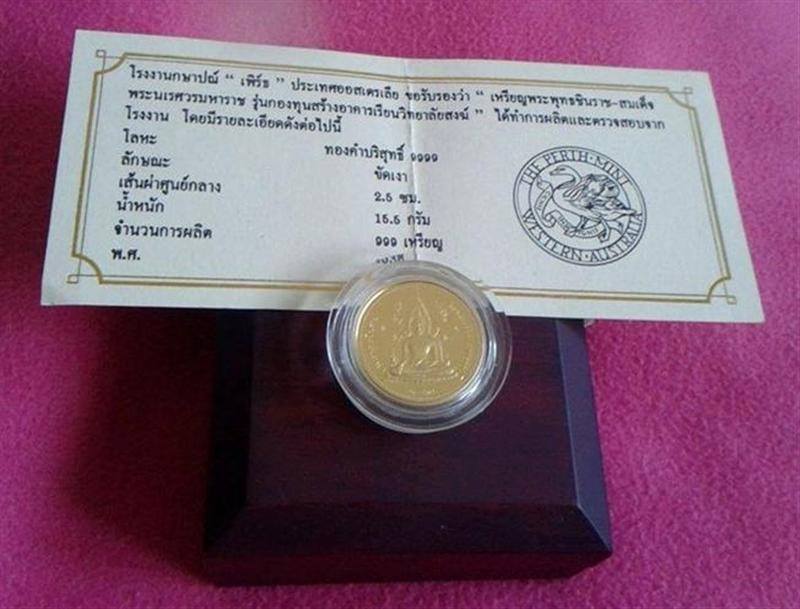 โรงงานกษาปณ์ “ เพิร์ธ ” ประเทศออสเตรเลีย ขอรับรองว่า “ เหรียญพระพุทธชินราช-สมเด็จ
พระนเรศวรมหาราช รุ่นกองทุนสร้างอาคารเรียนวิทยาลัยสงฆ์ ” ได้ทำการผลิตและตรวจสอบจาก
โรงงาน โดยมีรายละเอียดดังต่อไปนี้
โลหะ ทองคำบริสุทธิ์ ๑๑๑๑
ลักษณะ ขัดเงา
เส้นผ่าศูนย์กลาง 2.5 ซม.
น้ำหนัก 15.5 กรัม
จำนวนการผลิต ๑๑๑ เหรียญ
พ.ศ.
THE PERTH · MINT
WESTERN · AUSTRALIA